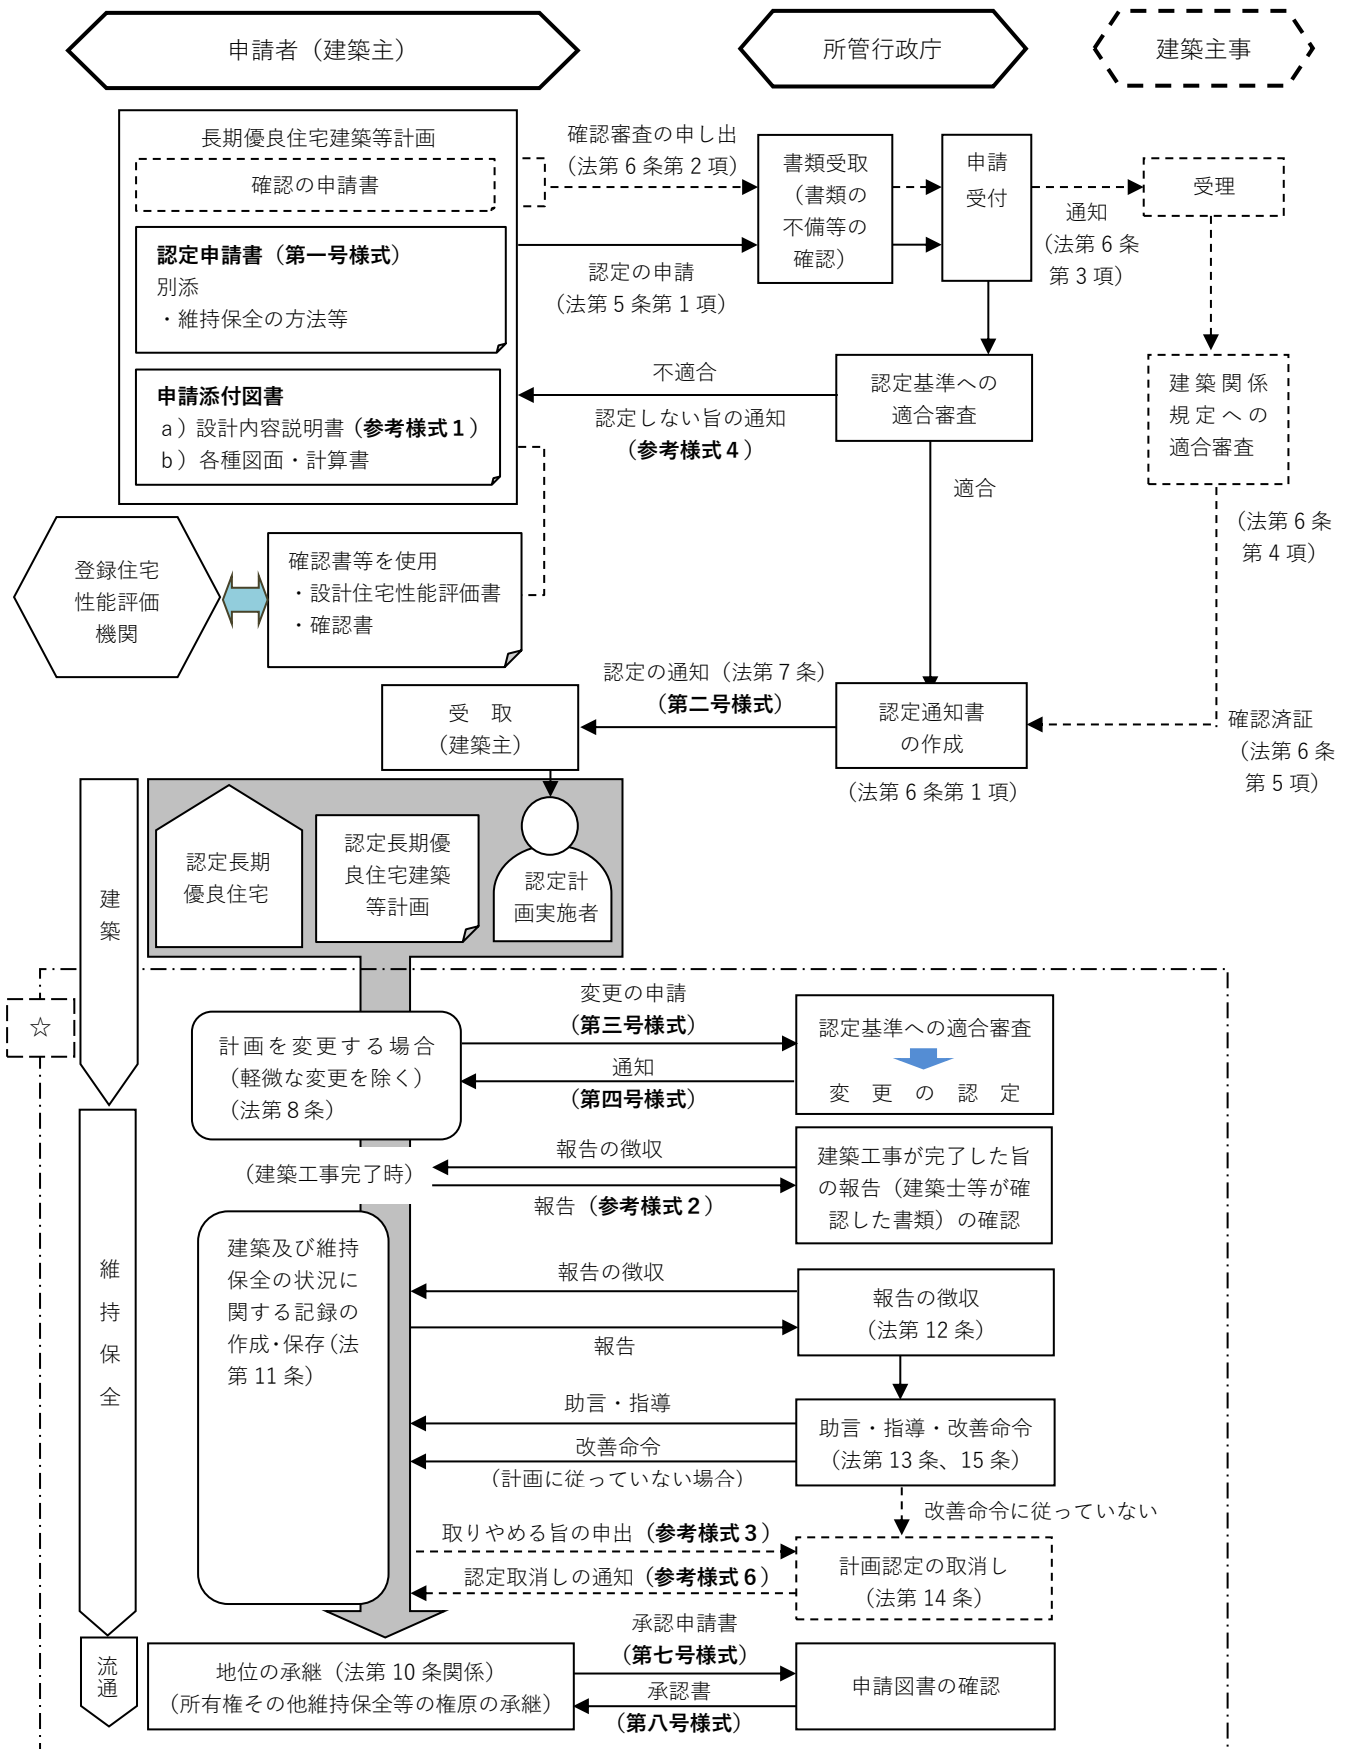 申請者（建築主）
所管行政庁
建築主事
長期優良住宅建築等計画
確認の申請書
認定申請書（第一号様式）
別添
・維持保全の方法等
申請添付図書
a）設計内容説明書（参考様式１）
b）各種図面・計算書
確認審査の申し出
（法第６条第２項）
認定の申請
（法第５条第１項）
書類受取
（書類の
不備等の
確認）
申請
受付
通知
（法第６条
第３項）
受理
不適合
認定しない旨の通知
（参考様式４）
認定基準への
適合審査
建築関係
規定への
適合審査
適合
（法第６条
第４項）
登録住宅
性能評価
機関
確認書等を使用
・設計住宅性能評価書
・確認書
認定の通知（法第７条）
（第二号様式）
受　取
（建築主）
認定通知書
の作成
（法第６条第１項）
確認済証
（法第６条
第５項）
建
築
認定長期
優良住宅
認定長期優
良住宅建築
等計画
認定計
画実施者
☆
計画を変更する場合
（軽微な変更を除く）
（法第８条）
変更の申請
（第三号様式）
通知
（第四号様式）
認定基準への適合審査
変　更　の　認　定
（建築工事完了時）
報告の徴収
報告（参考様式２）
建築工事が完了した旨
の報告（建築士等が確
認した書類）の確認
維
持
保
全
建築及び維持
保全の状況に
関する記録の
作成・保存（法
第 11 条）
報告の徴収
報告
報告の徴収
（法第 12 条）
助言・指導
改善命令
（計画に従っていない場合）
助言・指導・改善命令
（法第 13 条、15 条）
改善命令に従っていない
取りやめる旨の申出（参考様式３）
認定取消しの通知（参考様式６）
計画認定の取消し
（法第 14 条）
流
通
地位の承継（法第 10 条関係）
（所有権その他維持保全等の権原の承継）
承認申請書
（第七号様式）
承認書
（第八号様式）
申請図書の確認